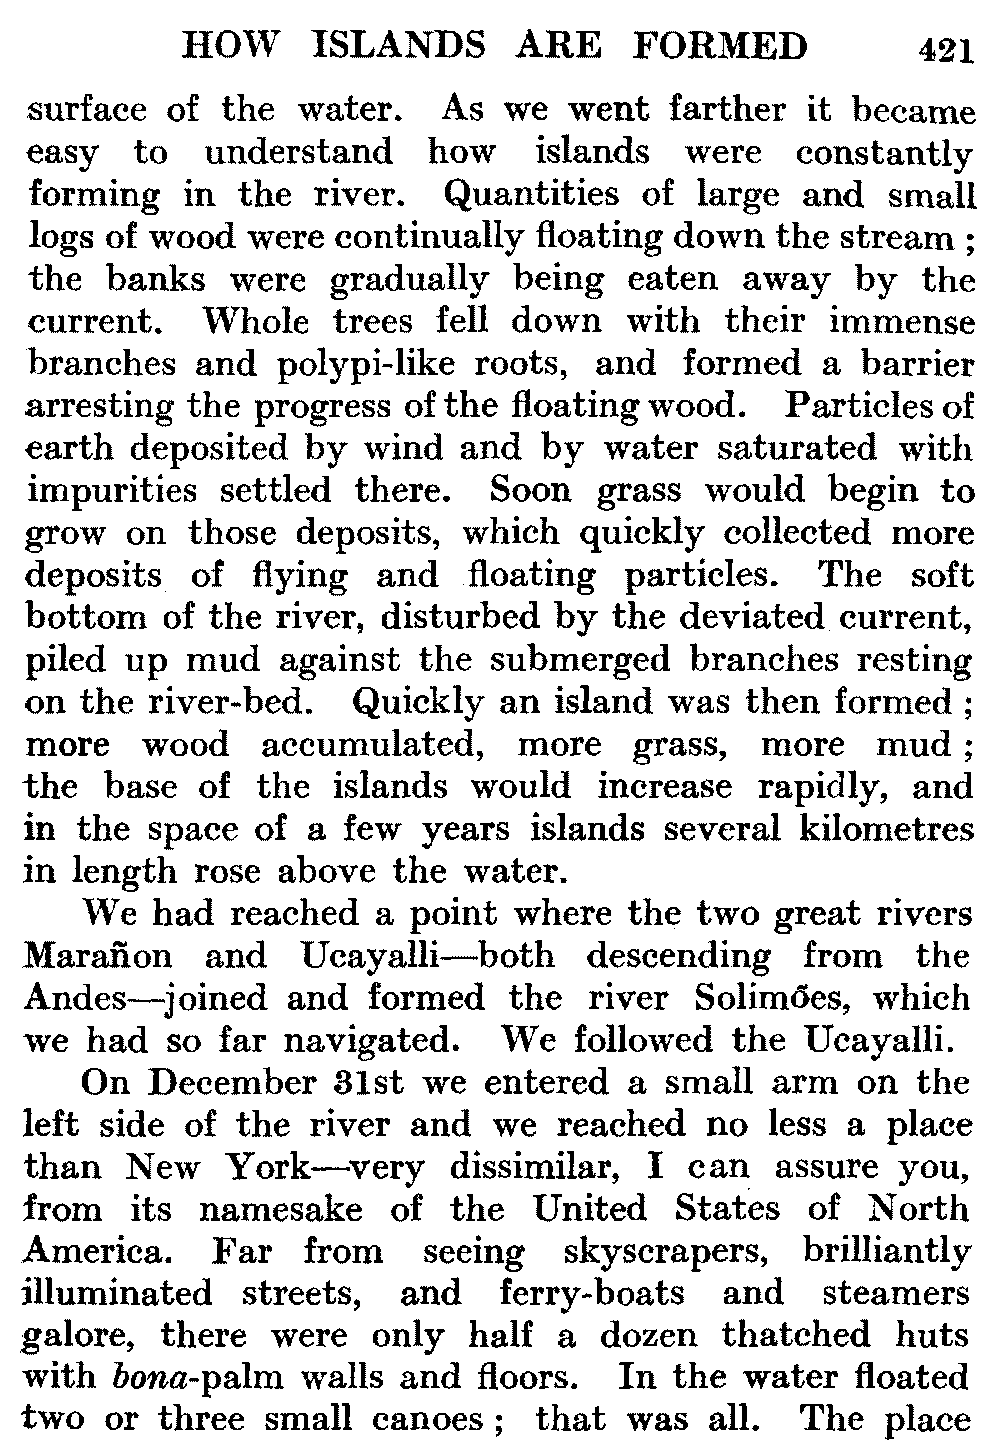 HOW ISLANDS ARE FORMED 421
surface of the water. As we went farther it became
easy to understand how islands were constantly
forming in the river. Quantities of large and small
logs of wood were continually floating down the stream ;
the banks were gradually being eaten away by the
current. Whole trees fell down with their immense
branches and polypi-like roots, and formed a barrier
arresting the progress of the floating wood. Particles of
earth deposited by wind and by water saturated with
impurities settled there. Soon grass would begin to
grow on those deposits, which quickly collected more
deposits of flying and floating particles. The soft
bottom of the river, disturbed by the deviated current,
piled up mud against the submerged branches resting
on the river-bed. Quickly an island was then formed ;
more wood accumulated, more grass, more mud ;
the base of the islands would increase rapidly, and
in the space of a few years islands several kilometres
in length rose above the water.
We had reached a point where the two great rivers
Marañon and Ucayalli—both descending from the
Andes—joined and formed the river Solimões, which
we had so far navigated. We followed the Ucayalli.
On December 31st we entered a small arm on the
left side of the river and we reached no less a place
than New York—very dissimilar, I can assure you,
from its namesake of the United States of North
America. Far from seeing skyscrapers, brilliantly
illuminated streets, and ferry-boats and steamers
galore, there were only half a dozen thatched huts
with bona-palm walls and floors. In the water floated
two or three small canoes ; that was all. The place